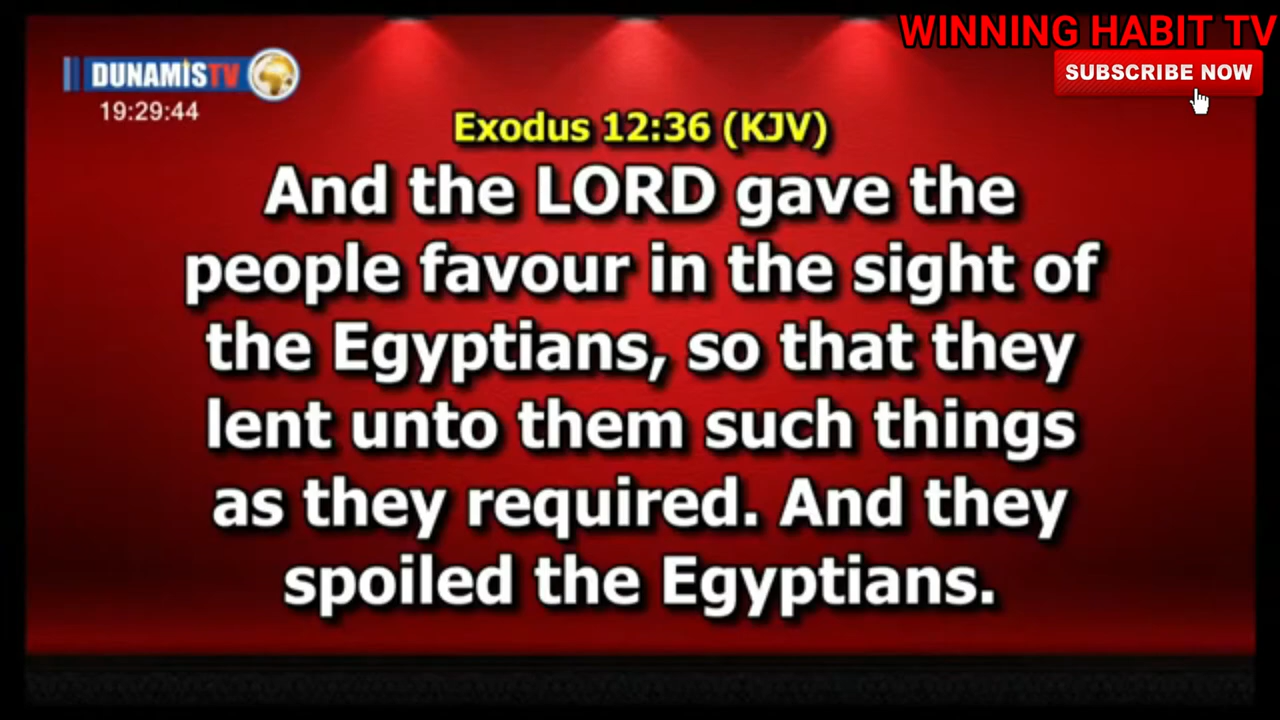 WINNING HABIT TV
DUNAMIS TV
SUBSCRIBE NOW
19:29:44
Exodus 12:36 (KJV)
And the LORD gave the
people favour in the sight of
the Egyptians, so that they
lent unto them such things
as they required. And they
spoiled the Egyptians.